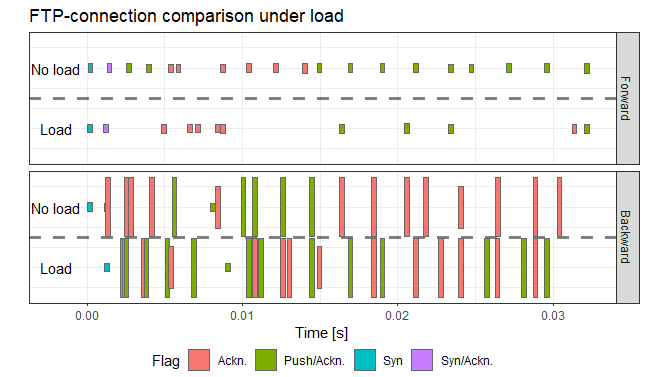 FTP-connection comparison under load
No load
Load
Forward
No load
Load
Backward
0.00 0.01 0.02 0.03
Time [s]
Flag Ackn. Push/Ackn. Syn Syn/Ackn.